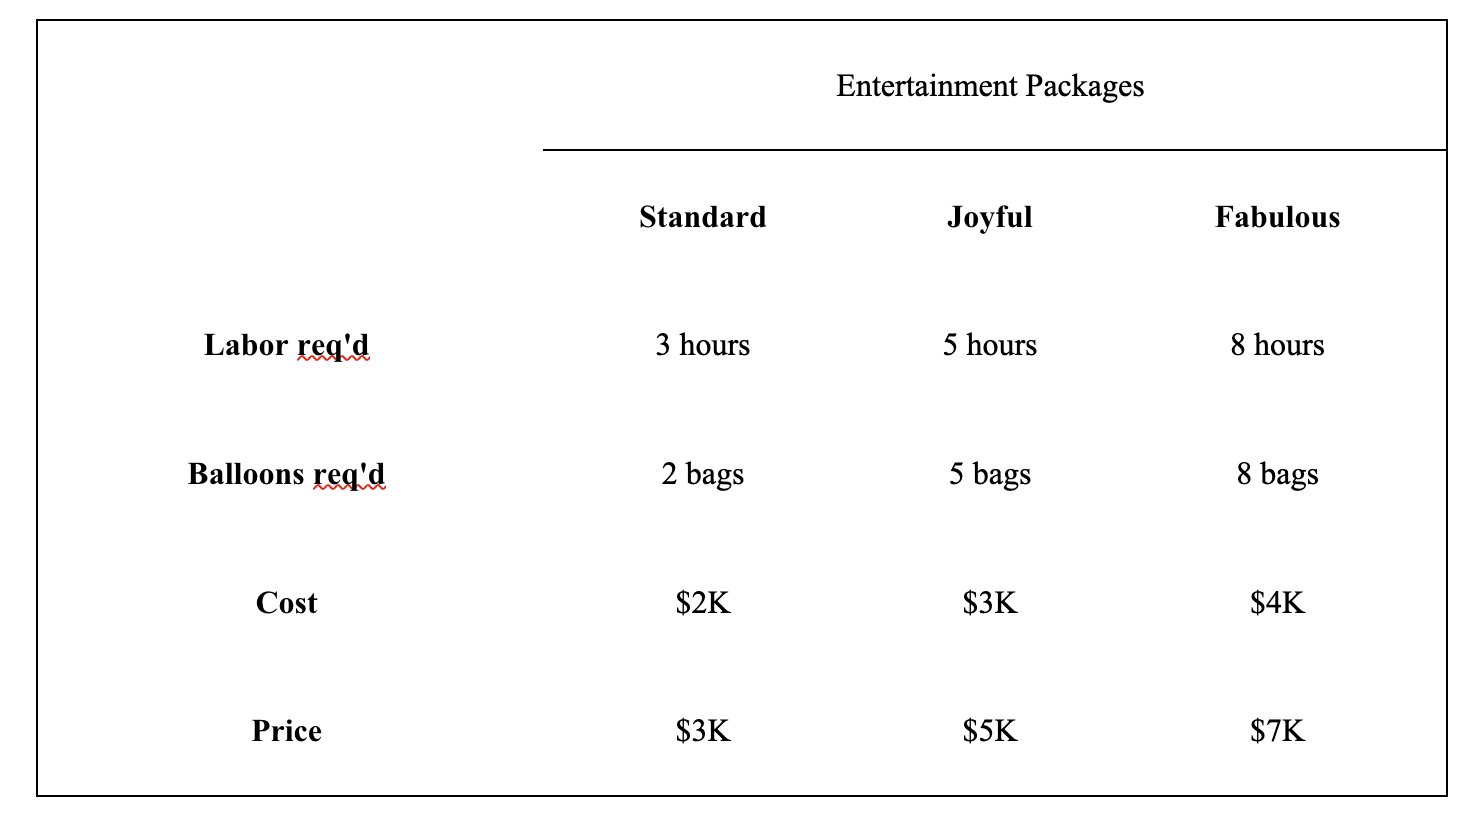 Entertainment Packages
Standard Joyful Fabulous
Labor req'd 3 hours 5 hours 8 hours
Balloons req'd 2 bags 5 bags 8 bags
Cost $2K $3K $4K
Price $3K $5K $7K